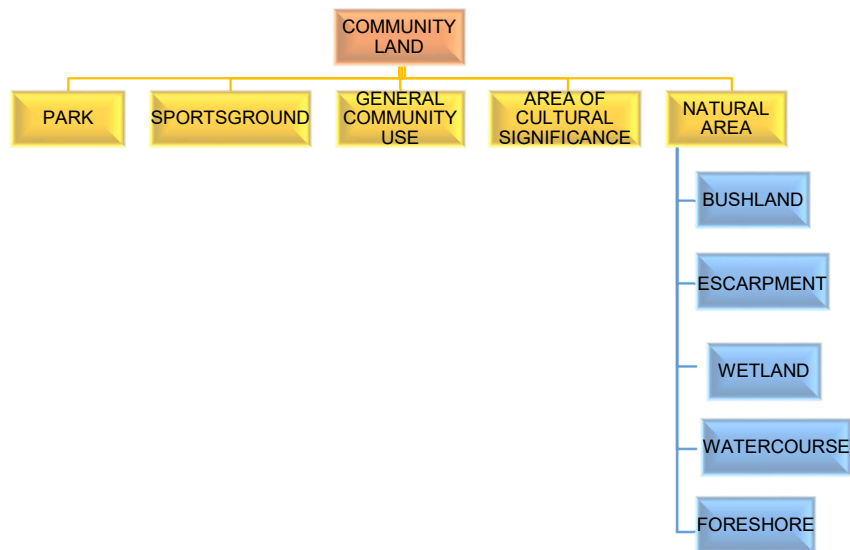 COMMUNITY
LAND
PARK
SPORTSGROUND
GENERAL
COMMUNITY
USE
AREA OF
CULTURAL
SIGNIFICANCE
NATURAL
AREA
BUSHLAND
ESCARPMENT
WETLAND
WATERCOURSE
FORESHORE